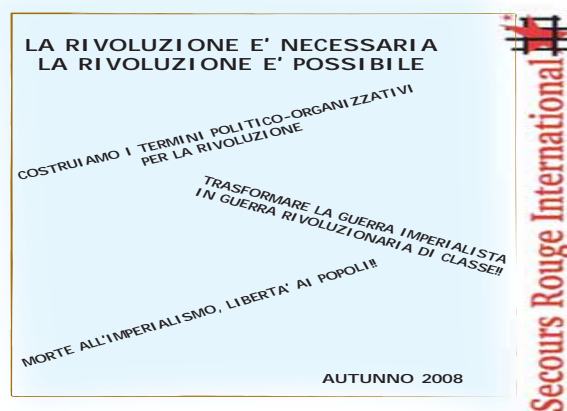 LA RIVOLUZIONE E' NECESSARIA
LA RIVOLUZIONE E' POSSIBILE
COSTRUIAMO I TERMINI POLITICO-ORGANIZZATIVI
PER LA RIVOLUZIONE
TRASFORMARE LA GUERRA IMPERIALISTA
IN GUERRA RIVOLUZIONARIA DI CLASSE!!
MORTE ALL'IMPERIALISMO, LIBERTA' AI POPOLI!!
AUTUNNO 2008
Secours Rouge International